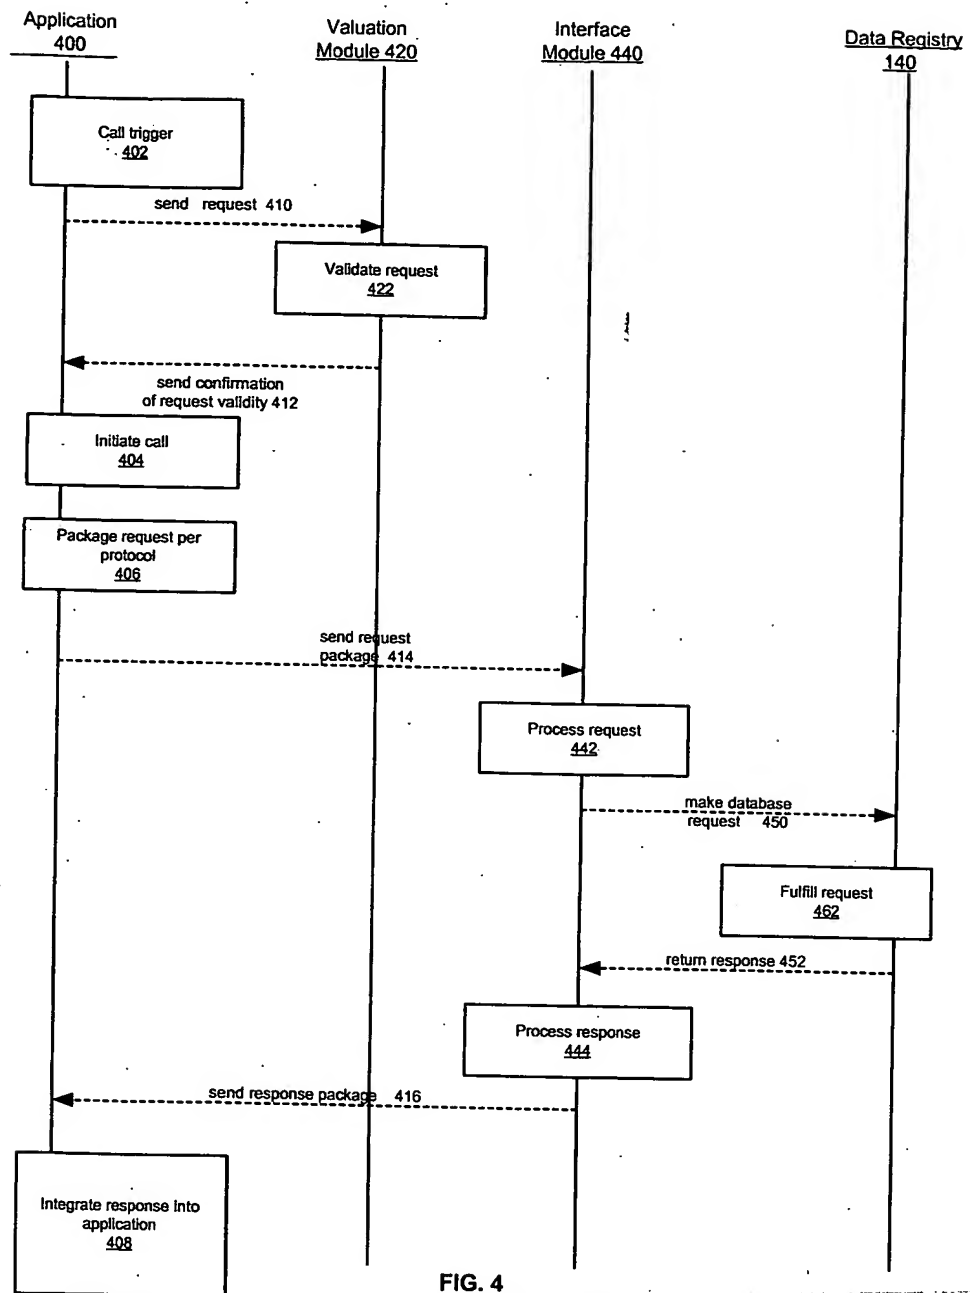 Application
400
Valuation
Module 420
Interface
Module 440
Data Registry
140
Call trigger
402
send request 410
Validate request
422
send confirmation
of request validity 412
Initiate call
404
Package request per
protocol
406
send request
package 414
Process request
442
make database
request 450
Fulfill request
462
return response 452
Process response
444
send response package 416
Integrate response into
application
408
FIG. 4